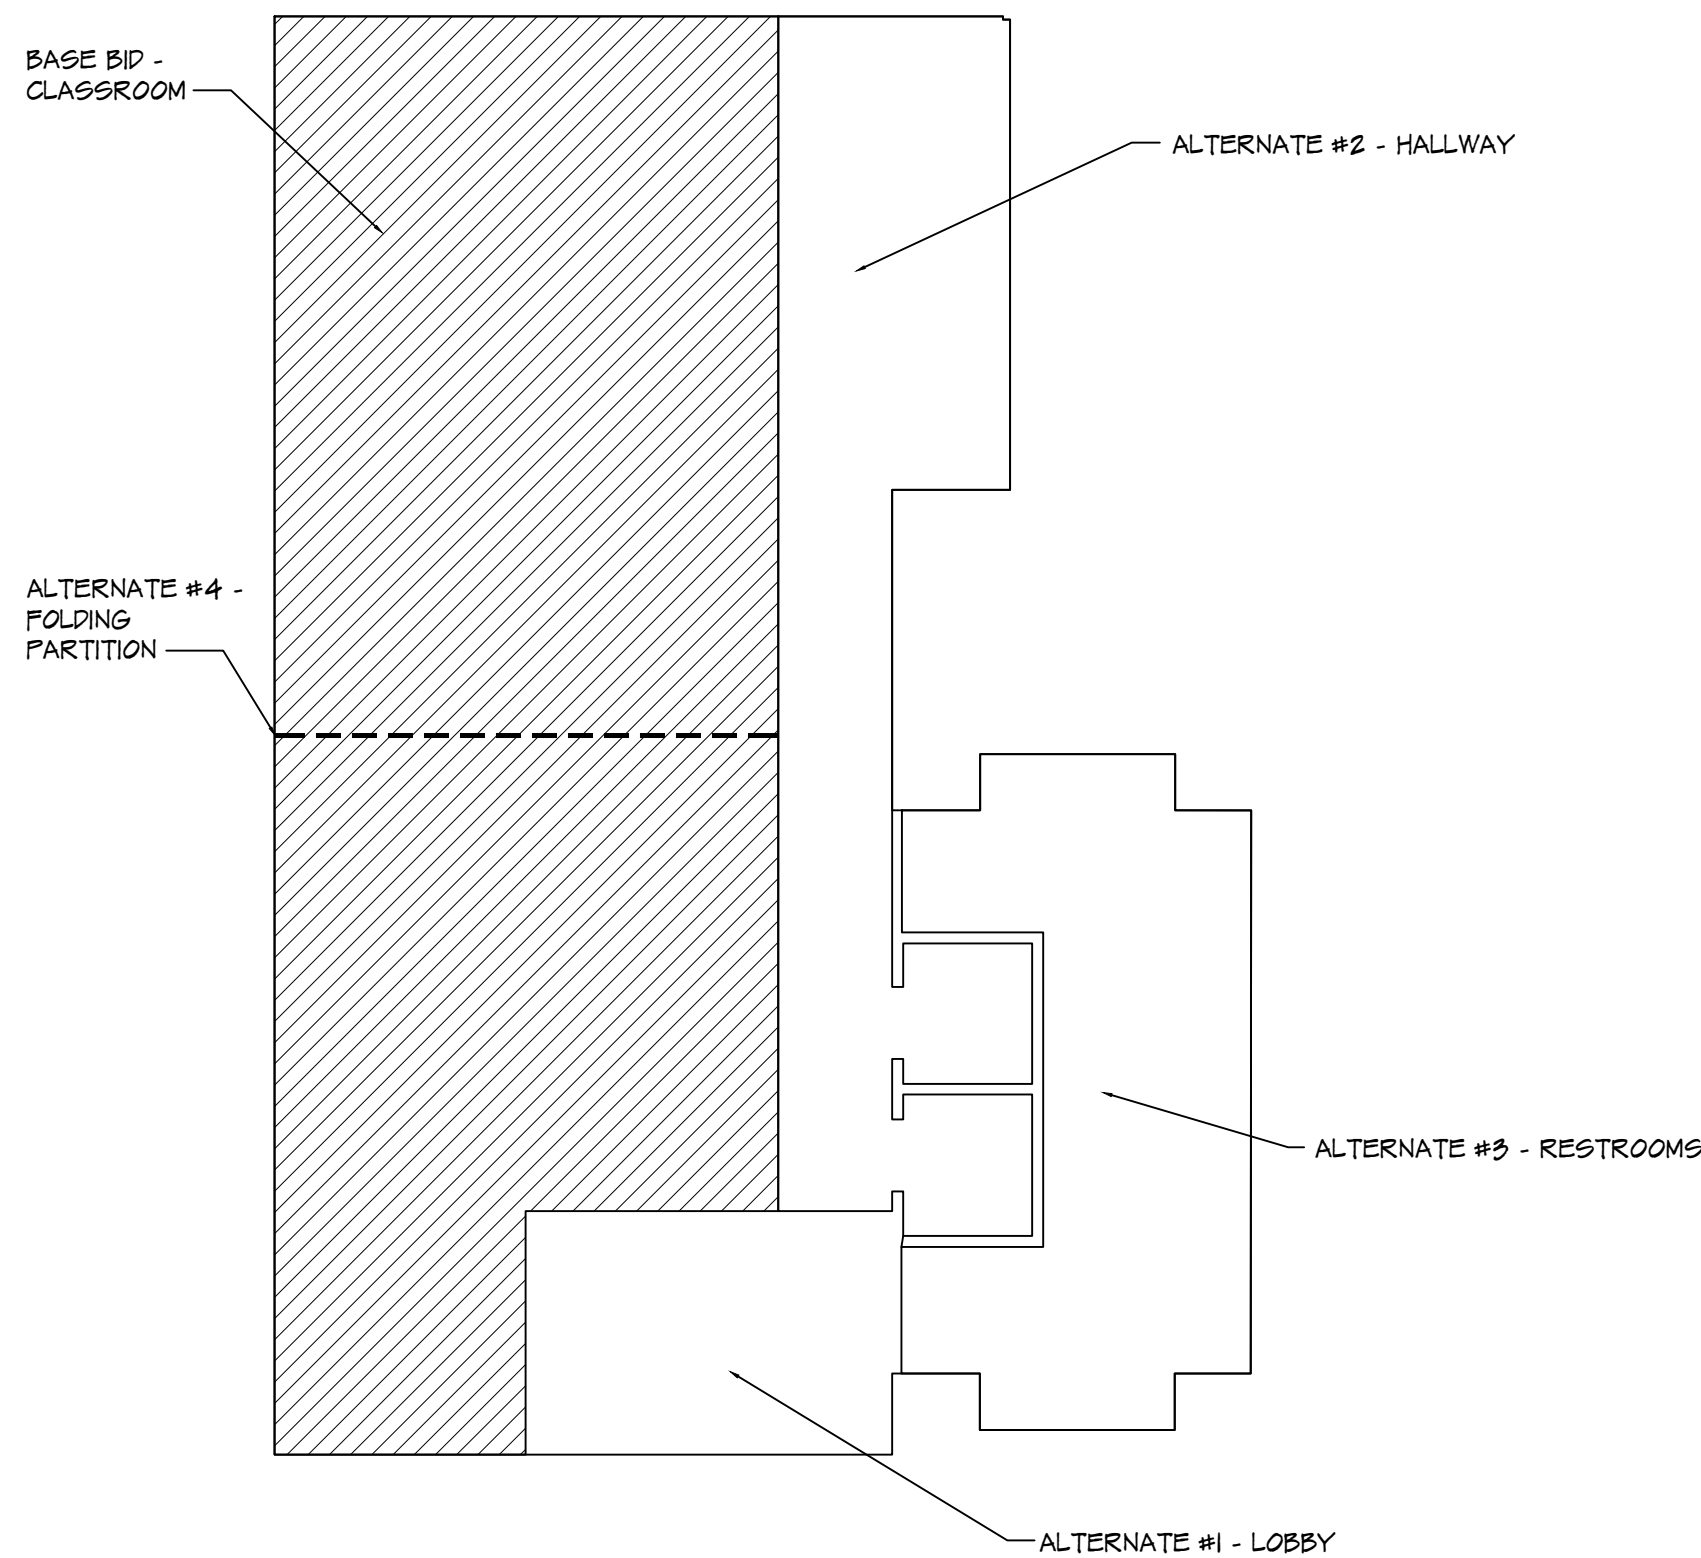 BASE BID -
CLASSROOM
ALTERNATE #2 - HALLWAY
ALTERNATE #4 -
FOLDING
PARTITION
ALTERNATE #3 - RESTROOMS
ALTERNATE #1 - LOBBY